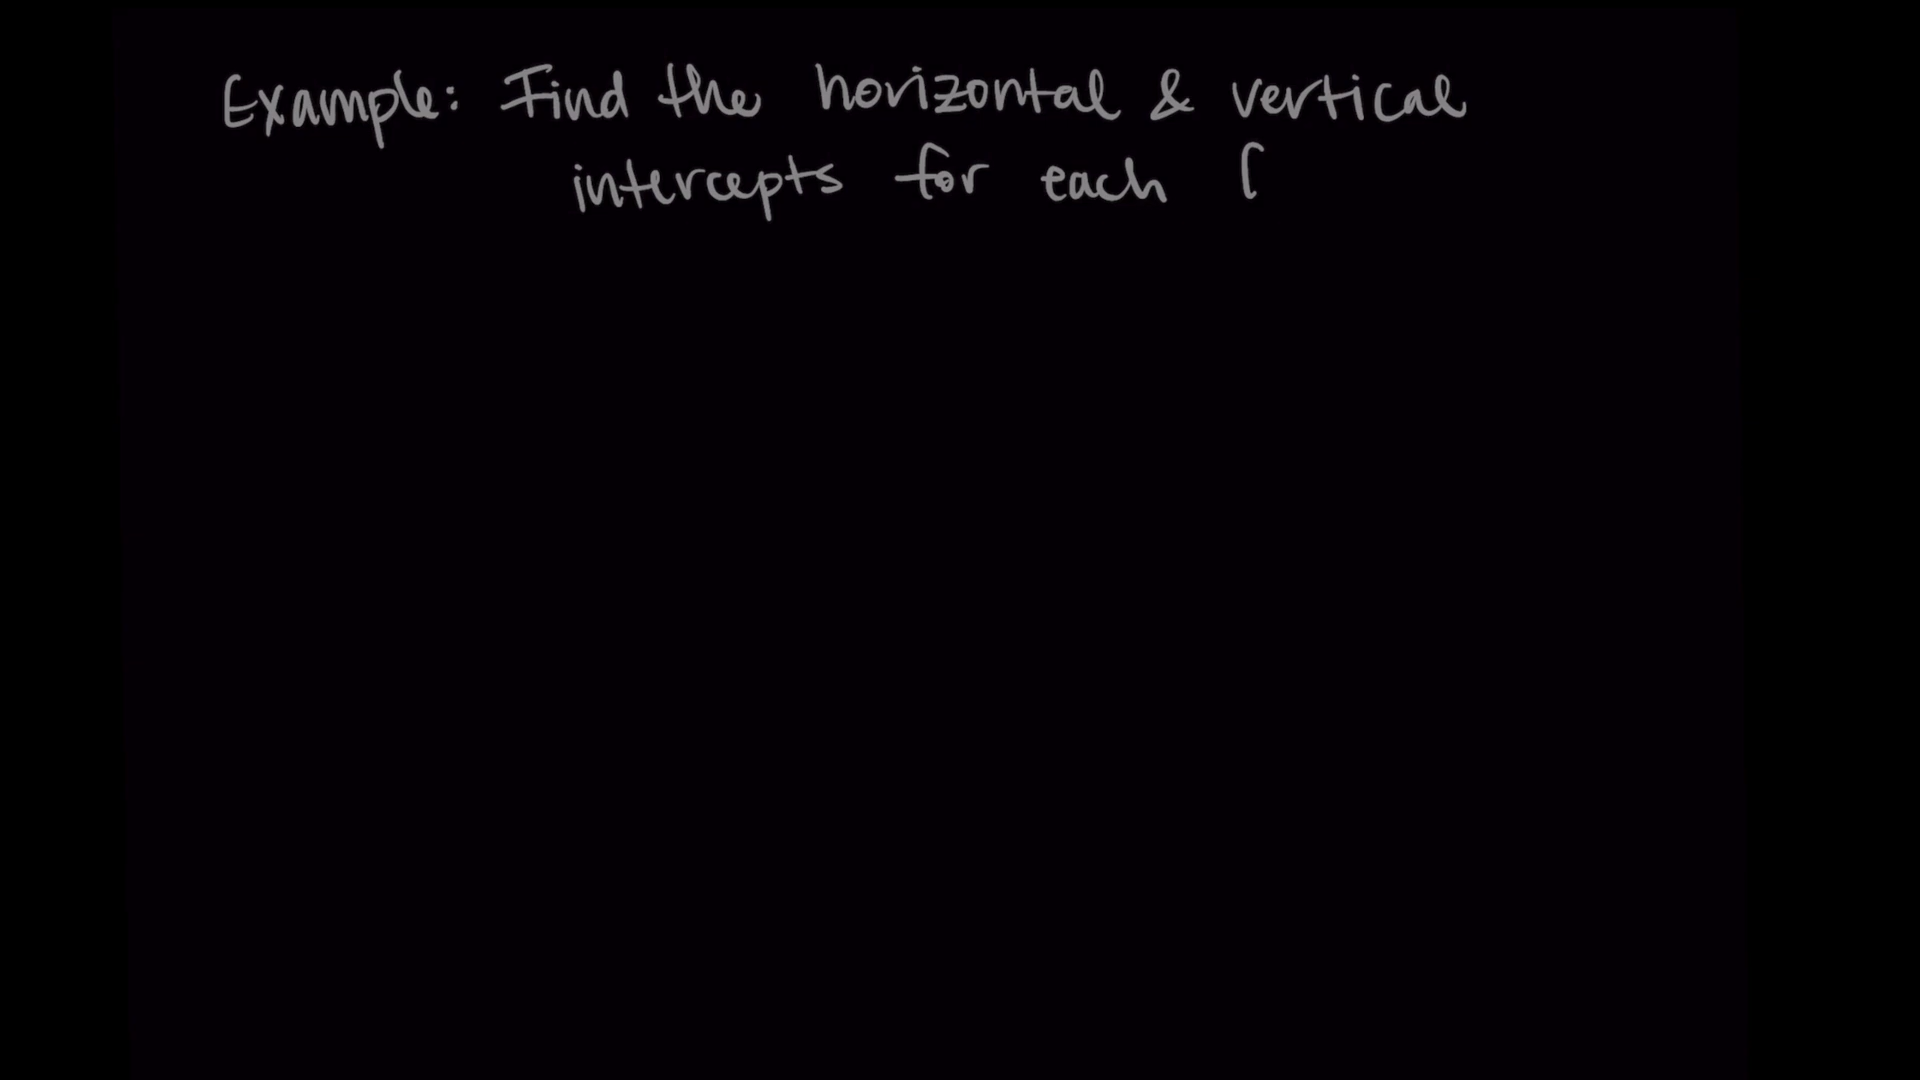 Example: Find the horizontal & vertical
intercepts for each